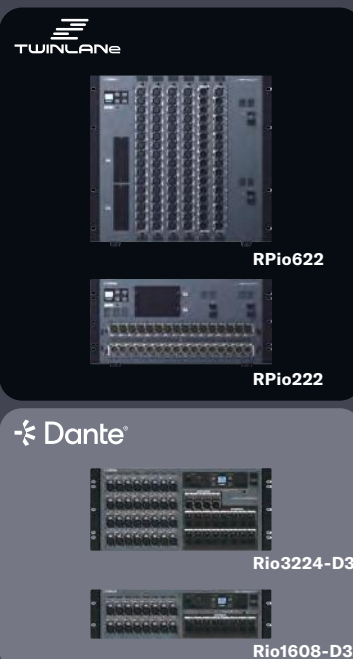 TWINLANe
RPio622
RPio222
Dante®
Rio3224-D3
Rio1608-D3